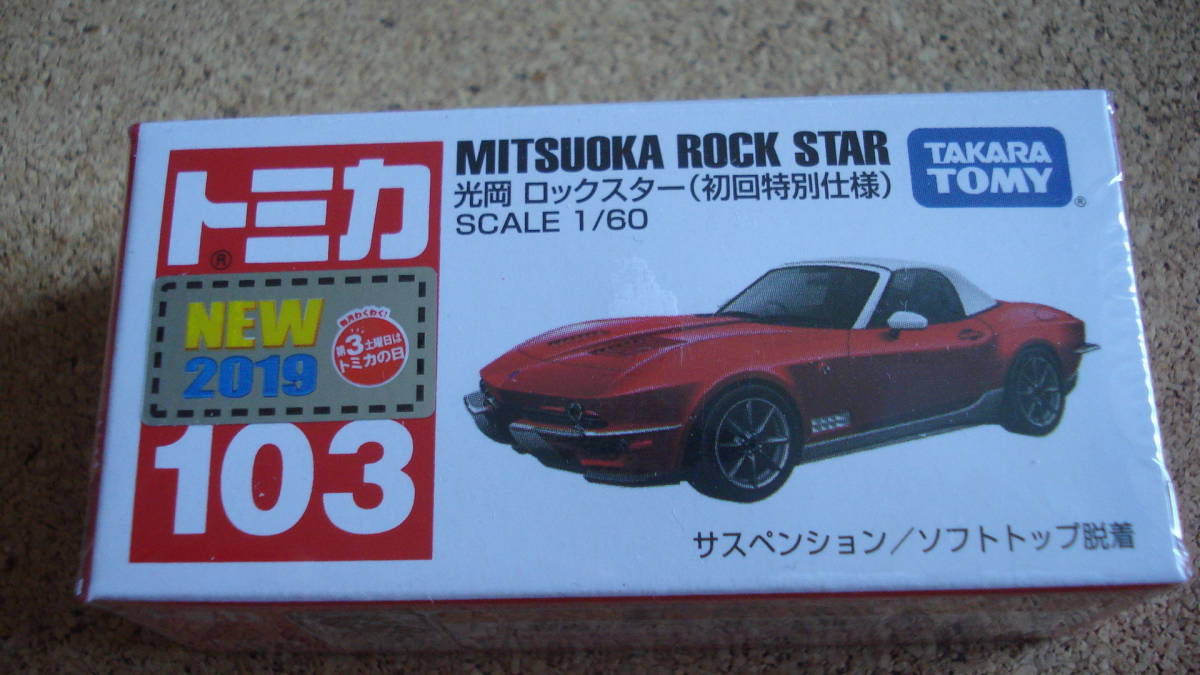 トミカ
®
NEW
2019
毎月わくわく!
第3土曜日は
トミカの日
103
MITSUOKA ROCK STAR
光岡 ロックスター(初回特別仕様)
SCALE 1/60
TAKARA
TOMY
®
サスペンション/ソフトトップ脱着